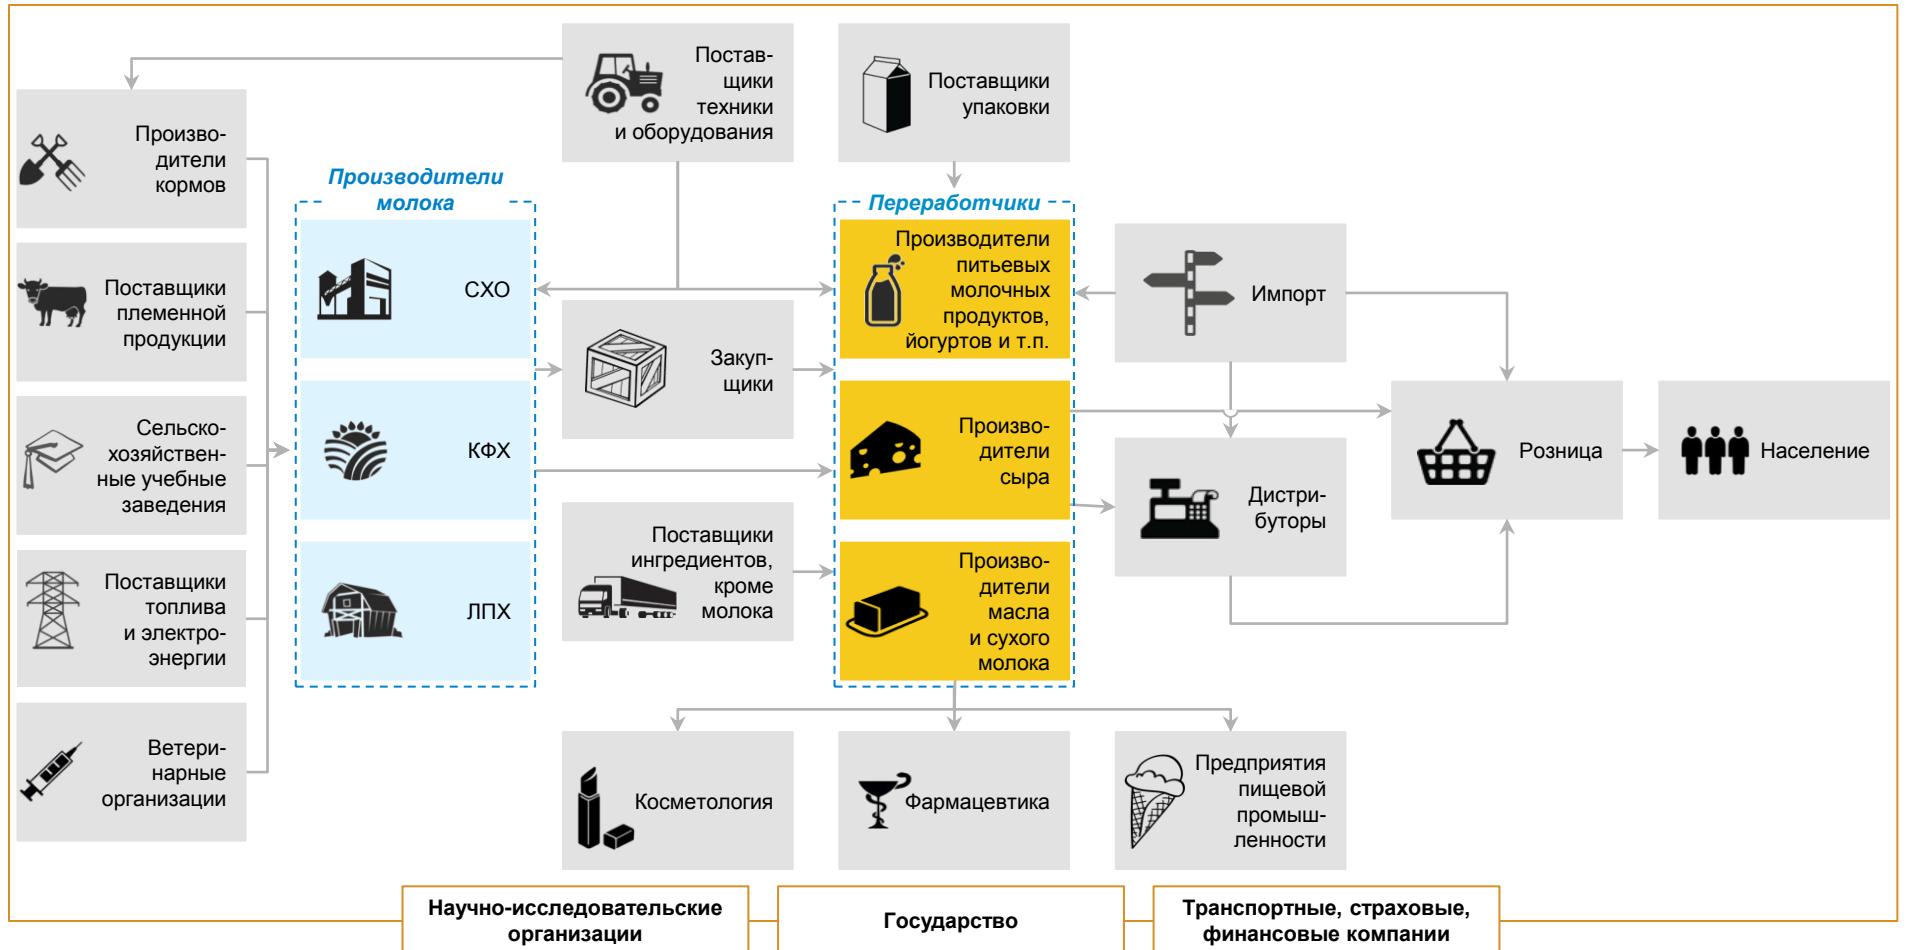 Постав-
щики
техники
и оборудования
Поставщики
упаковки
Произво-
дители
кормов
Поставщики
племенной
продукции
Сельско-
хозяйствен-
ные учебные
заведения
Поставщики
топлива
и электро-
энергии
Ветери-
нарные
организации
Производители
молока
СХО
КФХ
ЛПХ
Закуп-
щики
Поставщики
ингредиентов,
кроме
молока
Переработчики
Производители
питьевых
молочных
продуктов,
йогуртов и т.п.
Произво-
дители
сыра
Произво-
дители
масла
и сухого
молока
Импорт
Дистри-
буторы
Розница
Население
Косметология
Фармацевтика
Предприятия
пищевой
промыш-
ленности
Научно-исследовательские
организации
Государство
Транспортные, страховые,
финансовые компании